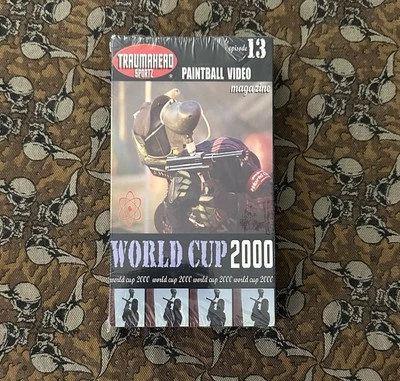 episode 13
TRAUMAHEAD
SPORTZ
PAINTBALL VIDEO
magazine
WORLD CUP 2000
world cup 2000 world cup 2000 world cup 2000 world cup 2000